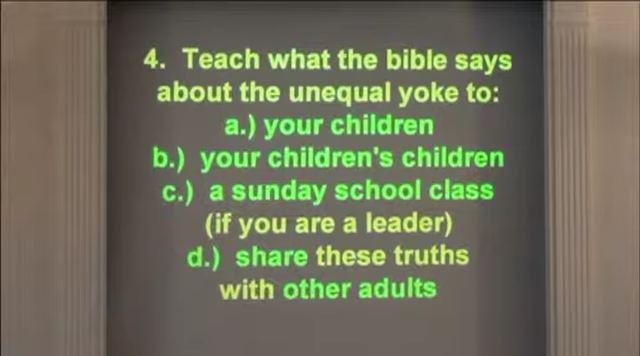 4. Teach what the bible says
about the unequal yoke to:
a.) your children
b.) your children's children
c.) a sunday school class
(if you are a leader)
d.) share these truths
with other adults